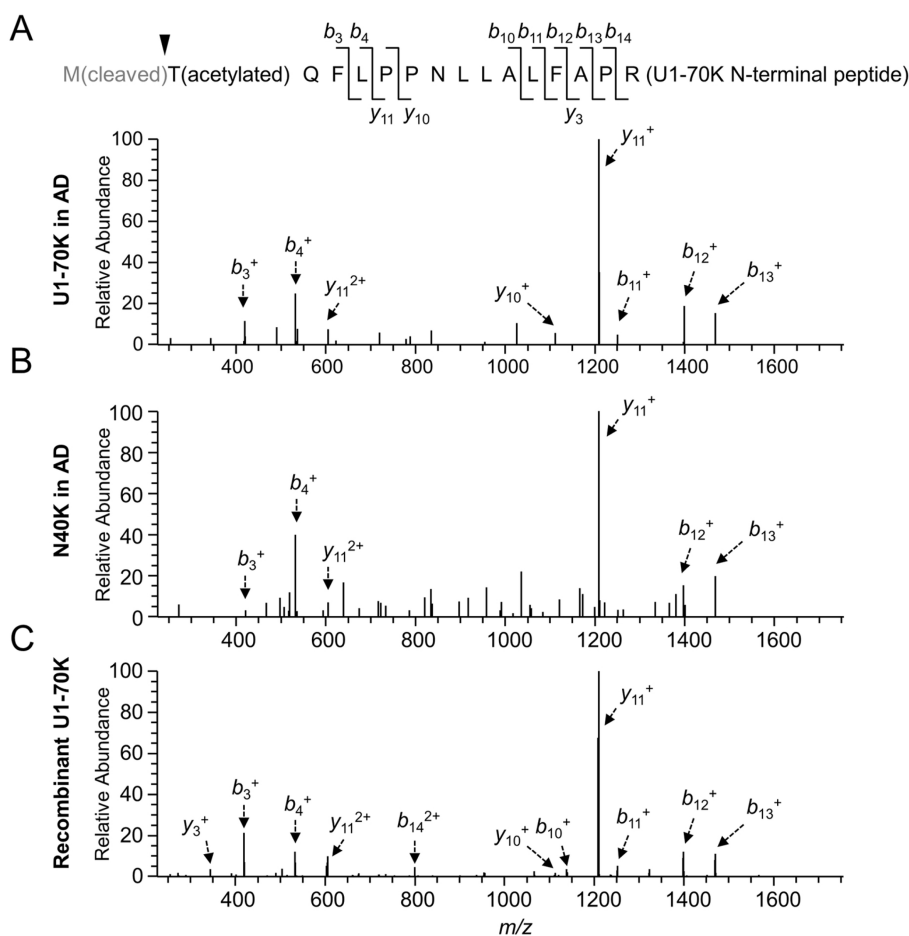 A
b3 b4 b10 b11 b12 b13 b14
M(cleaved)T(acetylated) Q F L P P N L L A L F A P R (U1-70K N-terminal peptide)
y11 y10 y3
U1-70K in AD
Relative Abundance
100
80
60
40
20
0
b3+
b4+
y11 2+
y10+
y11+
b11+
b12+
b13+
400 600 800 1000 1200 1400 1600
B
N40K in AD
Relative Abundance
100
80
60
40
20
0
b3+
b4+
y11 2+
y11+
b12+
b13+
400 600 800 1000 1200 1400 1600
C
Recombinant U1-70K
Relative Abundance
100
80
60
40
20
0
y3+
b3+
b4+
y11 2+
b14 2+
y10+
b10+
y11+
b11+
b12+
b13+
400 600 800 1000 1200 1400 1600
m/z